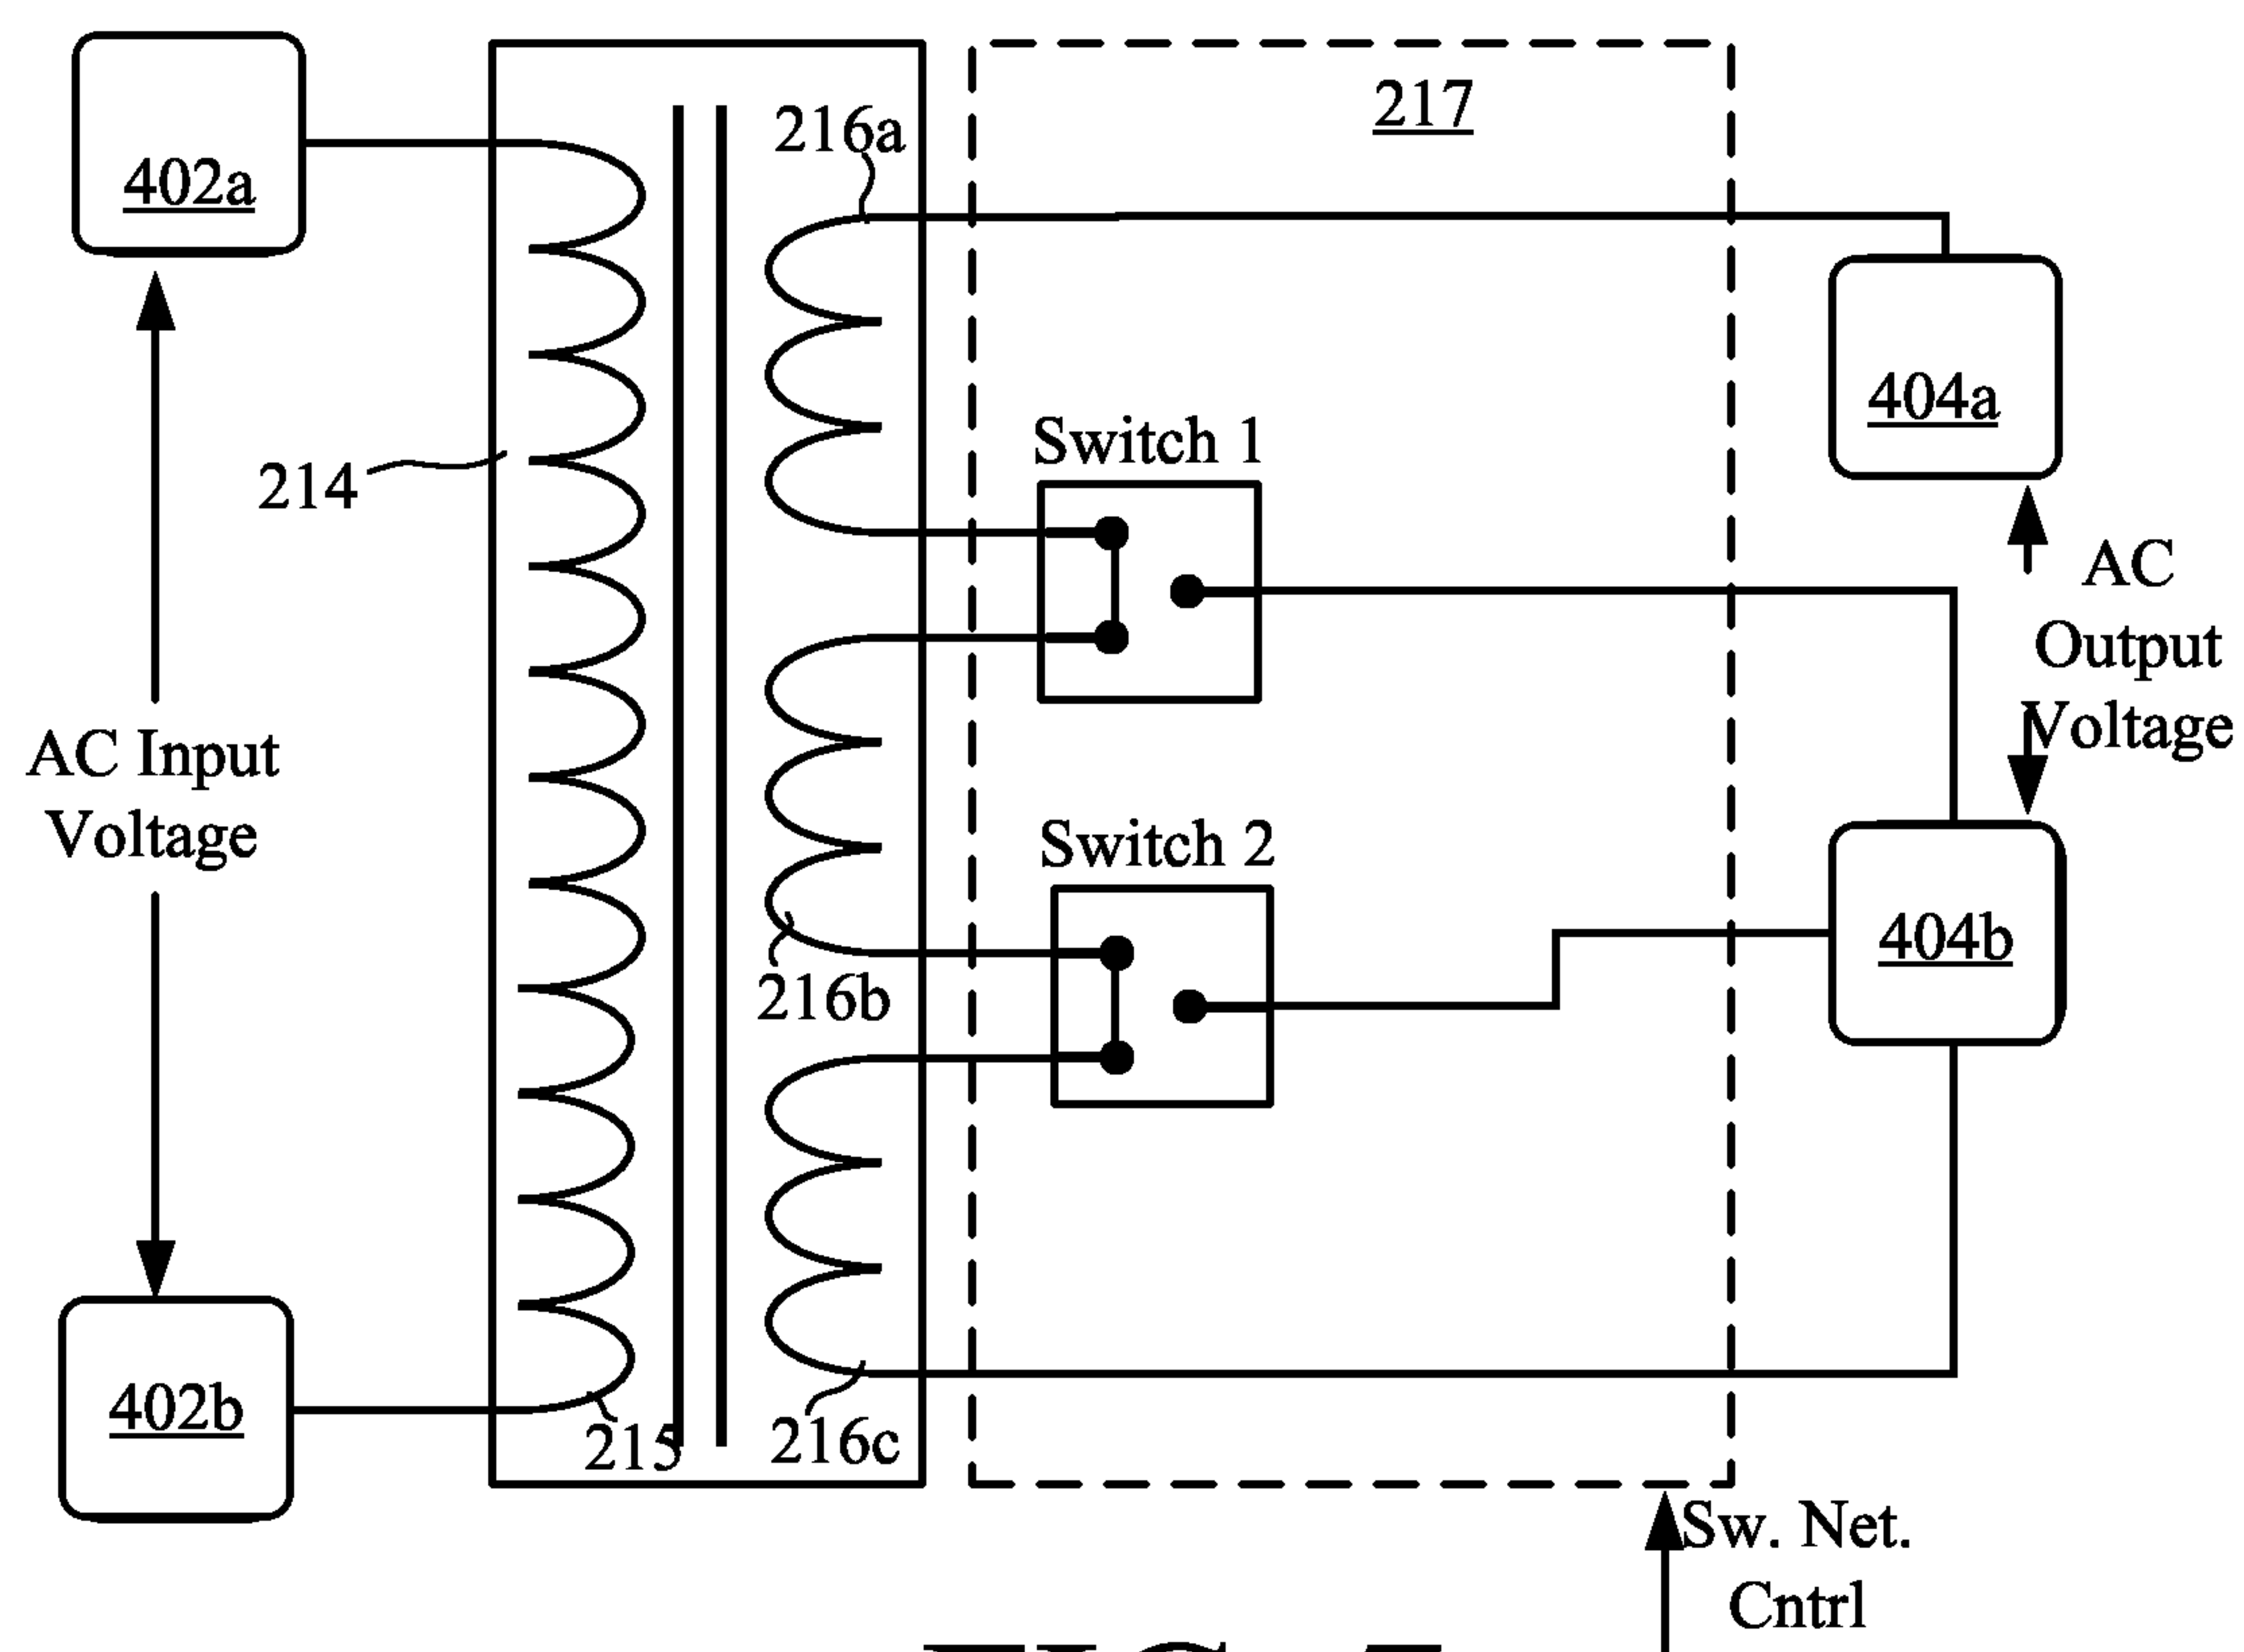 402a
216a
217
404a
214
Switch 1
AC
Output
Voltage
AC Input
Voltage
Switch 2
404b
216b
402b
215
216c
Sw. Net.
Cntrl